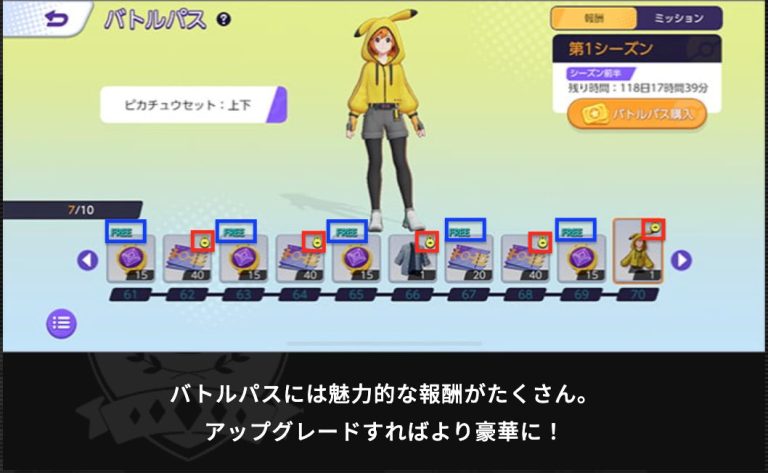 バトルパス ?
報酬 ミッション
第1シーズン
シーズン前半
残り時間：118日17時間39分
バトルパス購入
ピカチュウセット：上下
7/10
FREE FREE FREE FREE FREE
15 40 15 40 15 1 20 40 15 1
61 62 63 64 65 66 67 68 69 70
バトルパスには魅力的な報酬がたくさん。
アップグレードすればより豪華に！